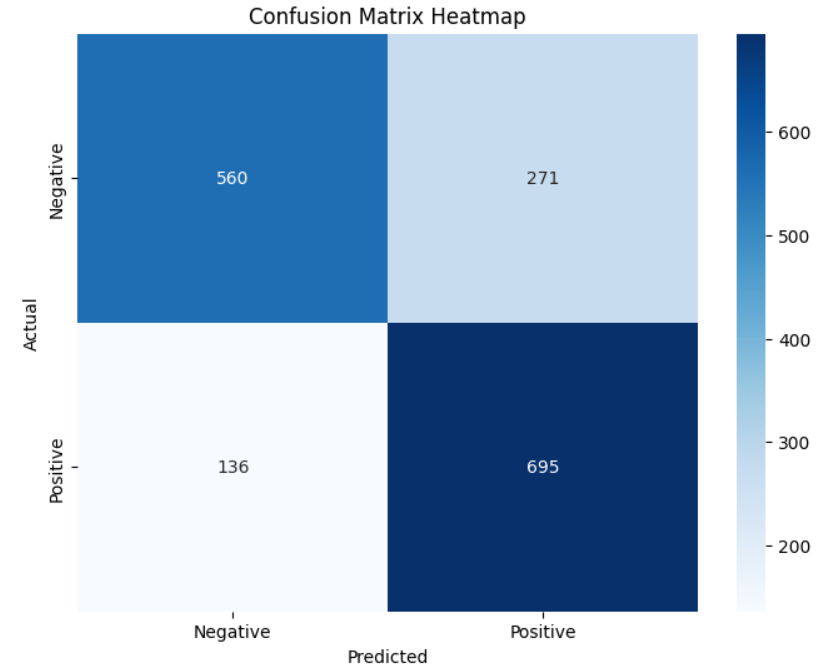 Confusion Matrix Heatmap
Negative
560
271
Actual
Positive
136
695
Negative
Positive
Predicted
600
500
400
300
200